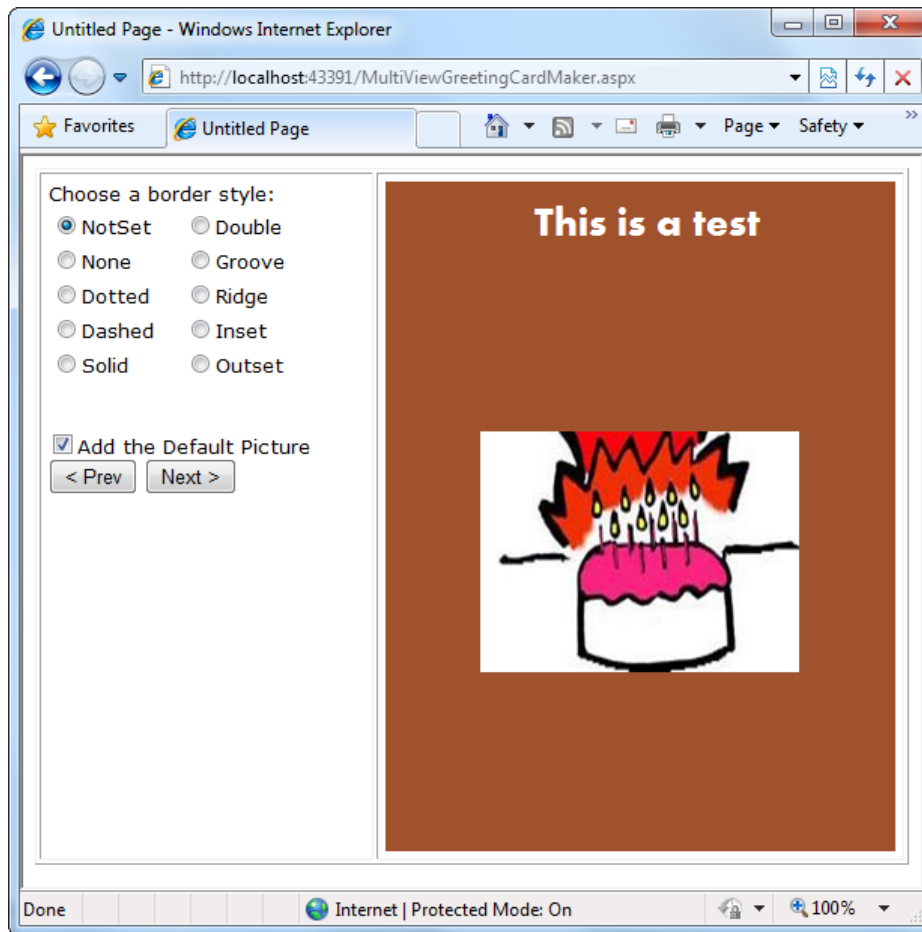 Untitled Page - Windows Internet Explorer
http://localhost:43391/MultiViewGreetingCardMaker.aspx
Favorites
Untitled Page
Page
Safety
»
Choose a border style:
NotSet Double
None Groove
Dotted Ridge
Dashed Inset
Solid Outset
Add the Default Picture
< Prev Next >
This is a test
Done
Internet | Protected Mode: On
100%